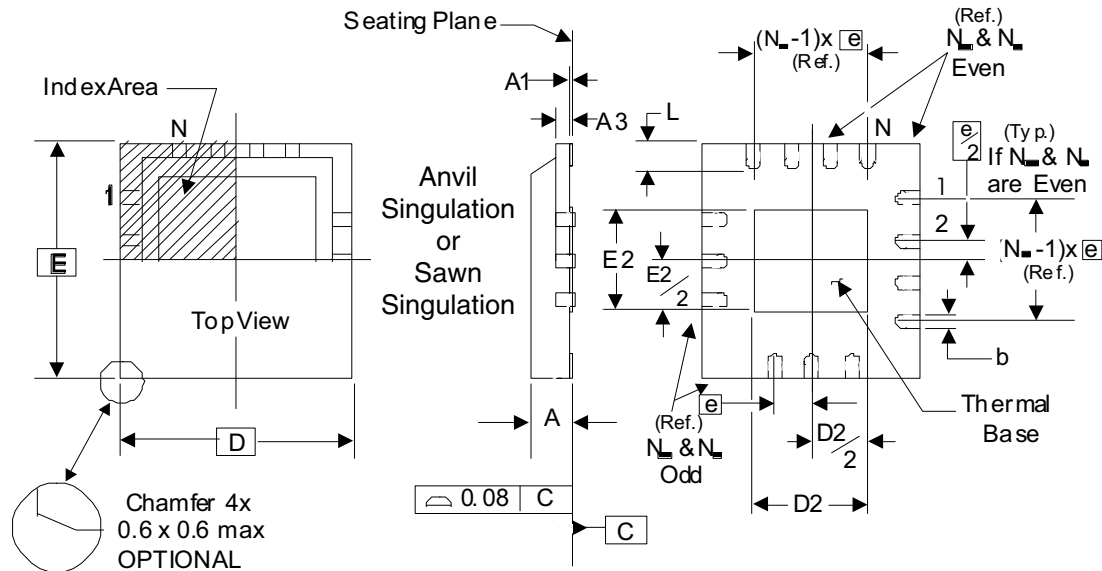 Seating Plane
(Ref.)
(N -1)x e
(Ref.)
N & N
Even
A1
Index Area
A3
L
N
N
e/2
(Typ.)
If N & N
are Even
1
1
2
Anvil
Singulation
or
Sawn
Singulation
E
E2
E2/2
(N -1)x e
(Ref.)
Top View
b
A
e
Thermal
Base
(Ref.)
N & N
Odd
D2/2
D
0.08 C
D2
C
Chamfer 4x
0.6 x 0.6 max
OPTIONAL